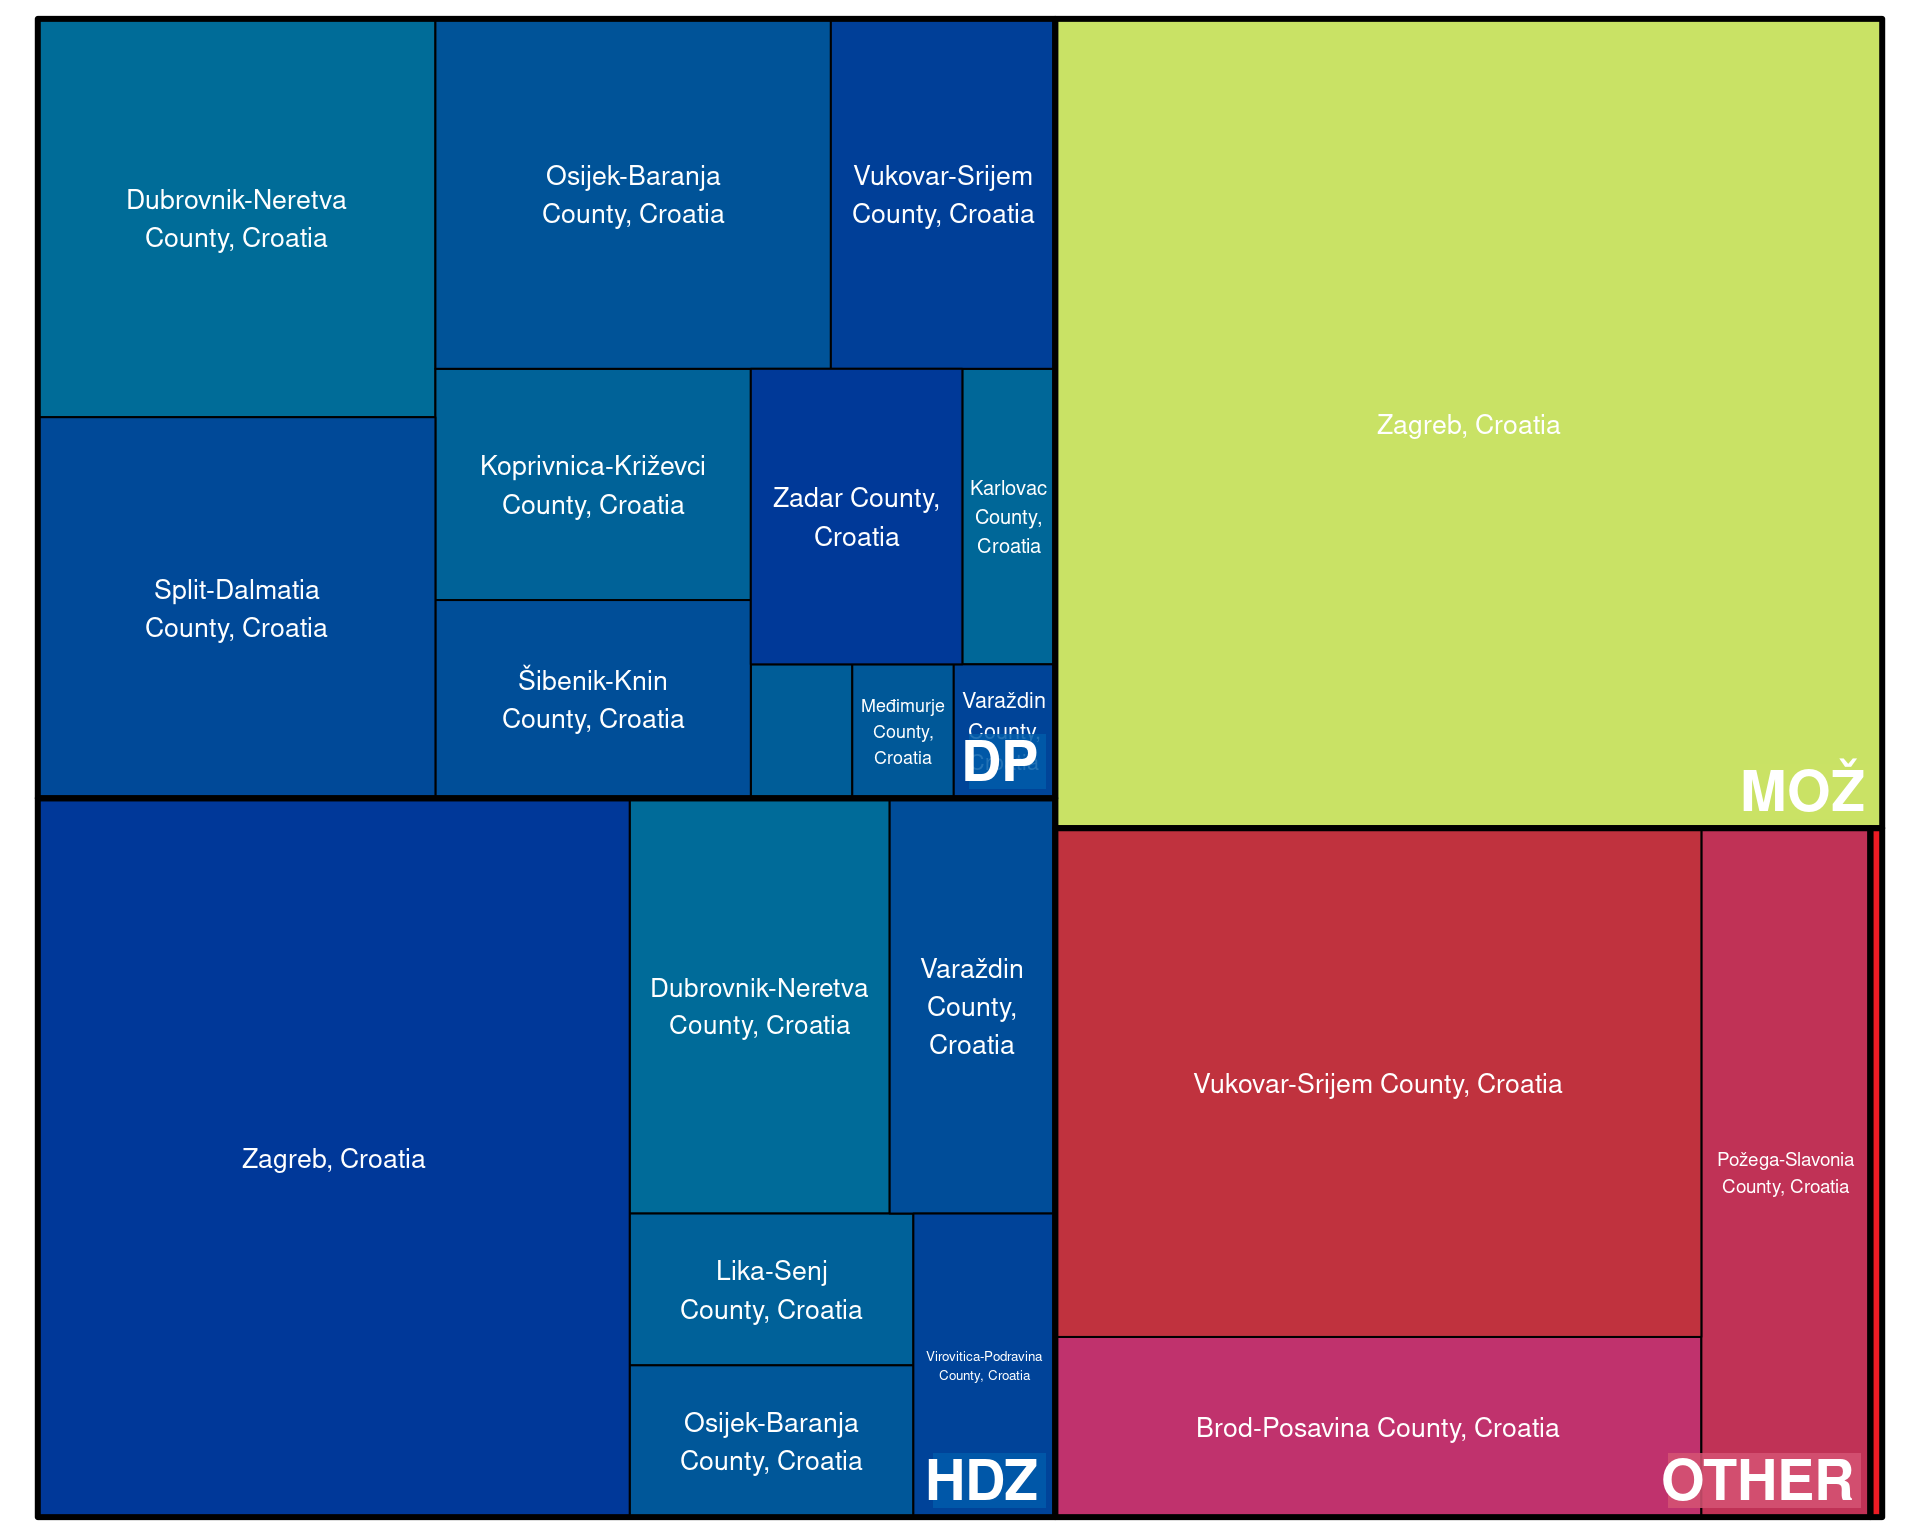 Dubrovnik-Neretva
County, Croatia
Osijek-Baranja
County, Croatia
Vukovar-Srijem
County, Croatia
Split-Dalmatia
County, Croatia
Koprivnica-Križevci
County, Croatia
Šibenik-Knin
County, Croatia
Zadar County,
Croatia
Karlovac
County,
Croatia
Međimurje
County,
Croatia
Varaždin
County,
Croatia
DP
Zagreb, Croatia
MOŽ
Zagreb, Croatia
Dubrovnik-Neretva
County, Croatia
Varaždin
County,
Croatia
Lika-Senj
County, Croatia
Osijek-Baranja
County, Croatia
Virovitica-Podravina
County, Croatia
HDZ
Vukovar-Srijem County, Croatia
Požega-Slavonia
County, Croatia
Brod-Posavina County, Croatia
OTHER